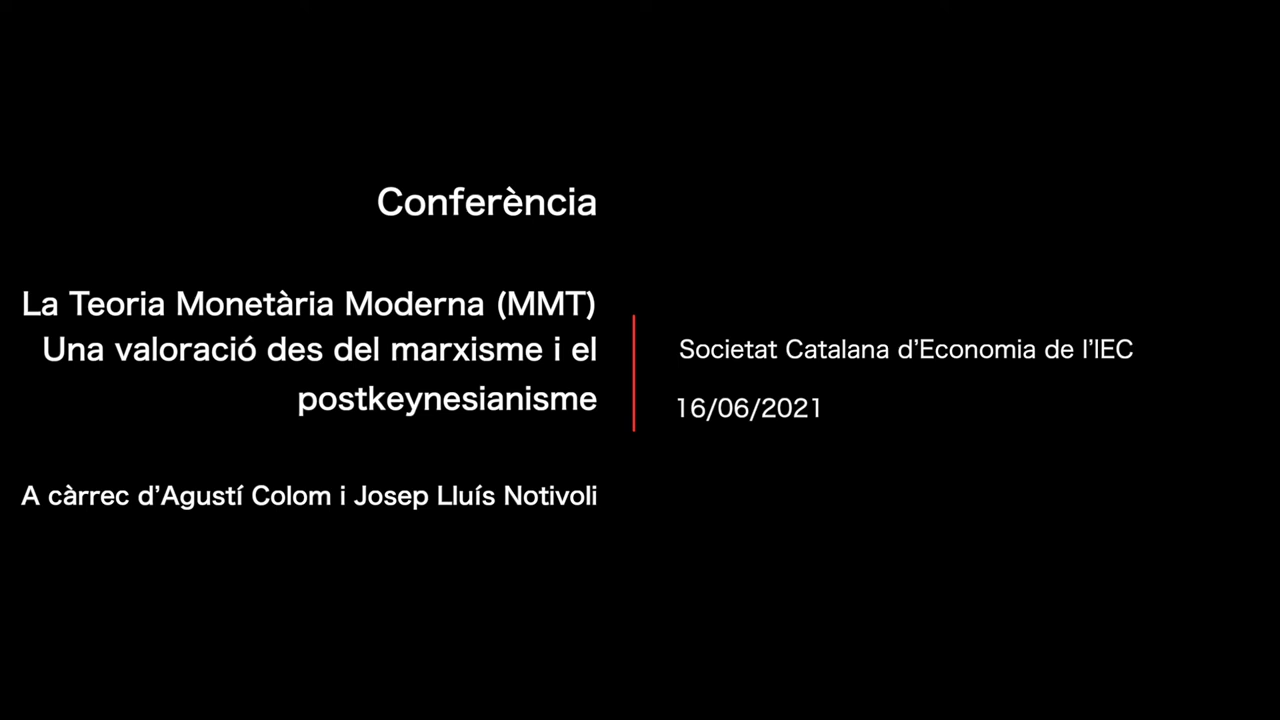 Conferència
La Teoria Monetària Moderna (MMT)
Una valoració des del marxisme i el
postkeynesianisme
A càrrec d’Agustí Colom i Josep Lluís Notivoli
Societat Catalana d’Economia de l’IEC
16/06/2021